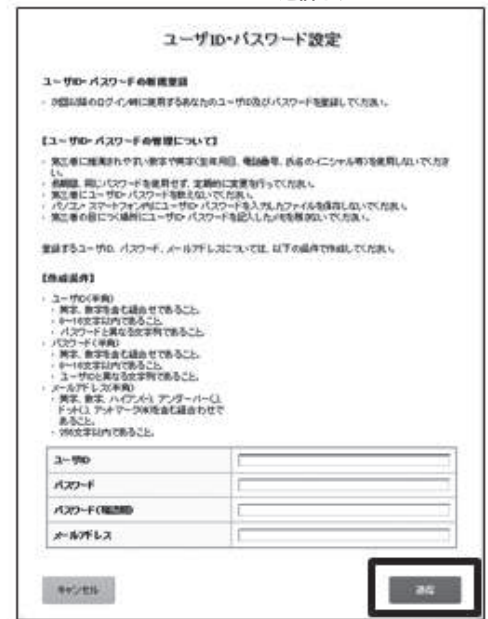 ユーザID・パスワード設定
ユーザID・パスワードの新規登録
・ 次回以降のログイン時に使用するあなたのユーザID及びパスワードを登録してください。
【ユーザID・パスワードの管理について】
・ 第三者に推測されやすい数字や英字(生年月日、電話番号、氏名のイニシャル等)を使用しないでくださ
い。
・ 長期間、同じパスワードを使用せず、定期的に変更を行ってください。
・ 第三者にユーザID・パスワードを教えないでください。
・ パソコン・スマートフォン内にユーザID・パスワードを入力したファイルを保存しないでください。
・ 第三者の目につく場所にユーザID・パスワードを記入したメモを残さないでください。
登録するユーザID、パスワード、メールアドレスについては、以下の条件で作成してください。
【作成条件】
・ ユーザID(半角)
・ 英字、数字を含む組合せであること。
・ 6～16文字以内であること。
・ パスワードと異なる文字列であること。
・ パスワード(半角)
・ 英字、数字を含む組合せであること。
・ 6～16文字以内であること。
・ ユーザIDと異なる文字列であること。
・ メールアドレス(半角)
・ 英字、数字、ハイフン(-)、アンダーバー(_)、
ドット(.)、アットマーク(@)を含む組合わせで
あること。
・ 256文字以内であること。
ユーザID
パスワード
パスワード(確認用)
メールアドレス
キャンセル
送信